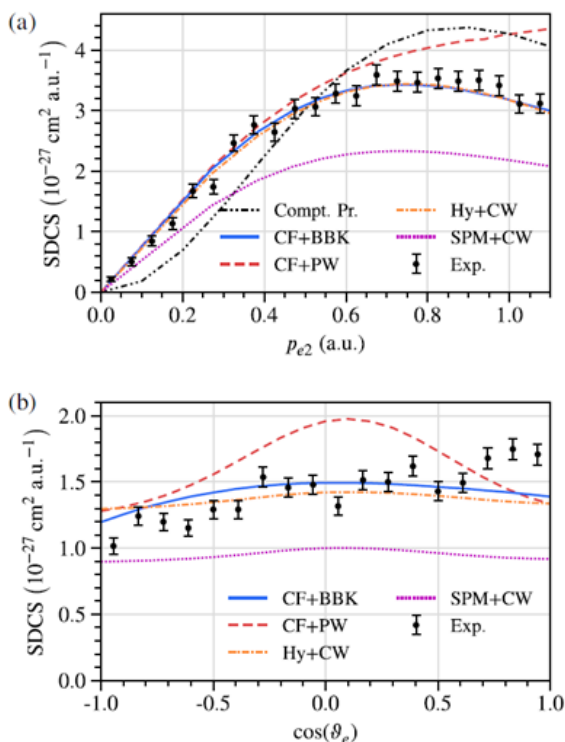 (a)
SDCS (10⁻²⁷ cm² a.u.⁻¹)
4
3
2
1
0
Compt. Pr.
CF+BBK
CF+PW
Hy+CW
SPM+CW
Exp.
0.0 0.2 0.4 0.6 0.8 1.0
pₑ₂ (a.u.)
(b)
SDCS (10⁻²⁷ cm² a.u.⁻¹)
2.0
1.5
1.0
0.5
0.0
CF+BBK
CF+PW
Hy+CW
SPM+CW
Exp.
-1.0 -0.5 0.0 0.5 1.0
cos(ϑₑ)